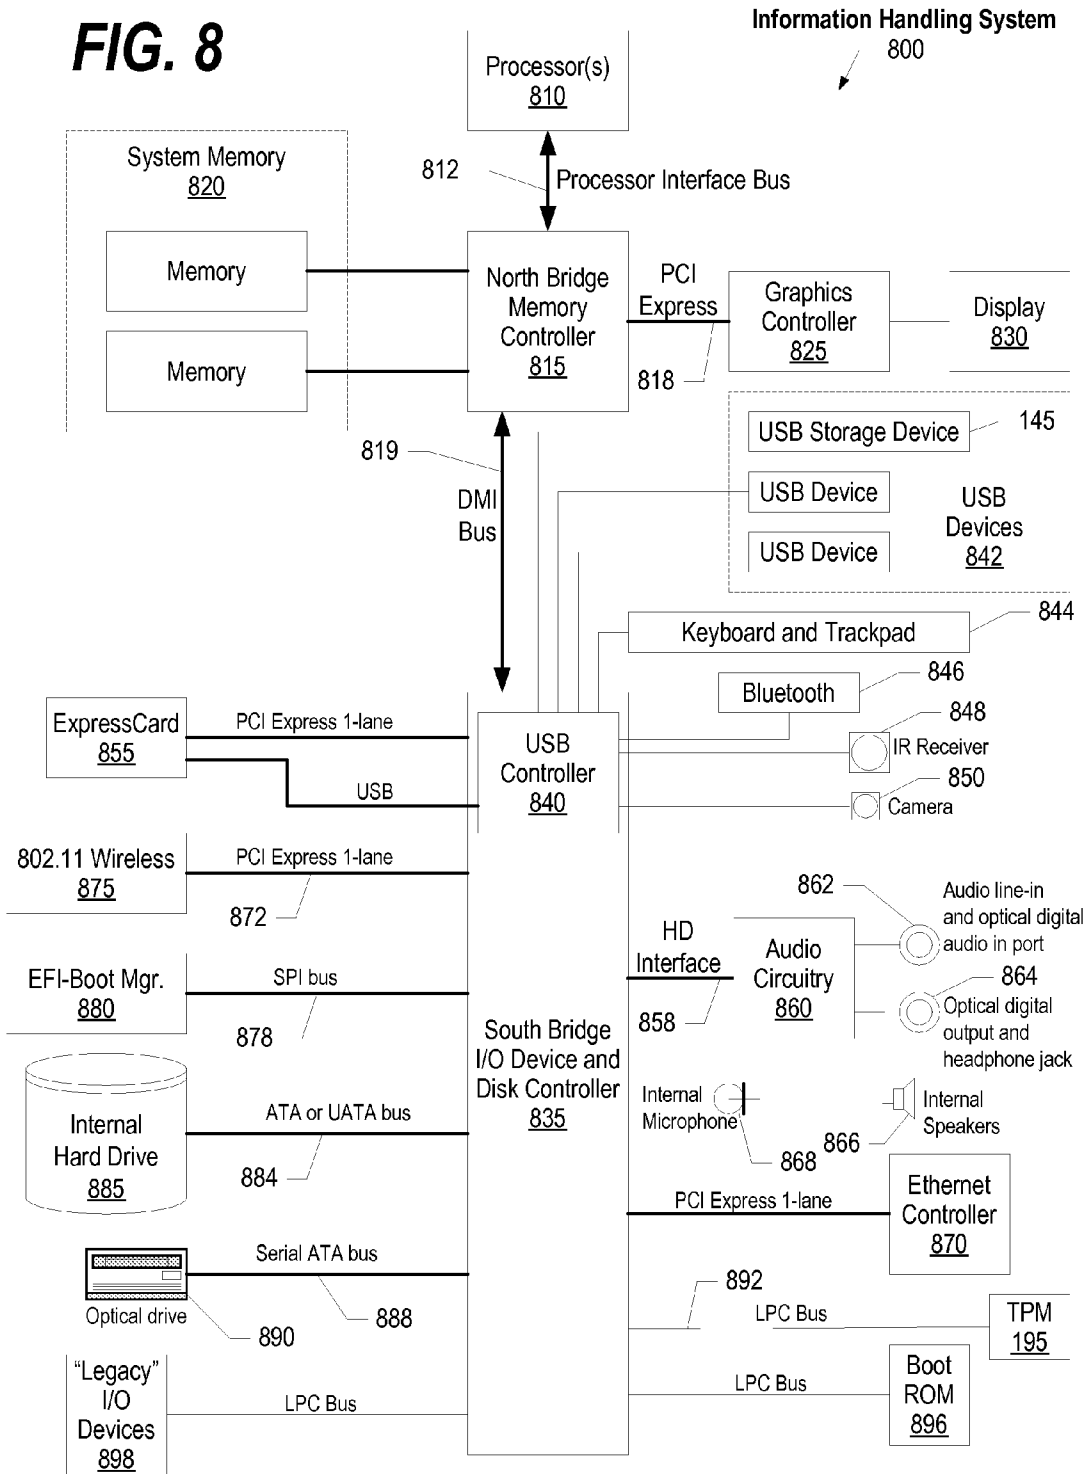 FIG. 8
Information Handling System
800
Processor(s)
810
812
Processor Interface Bus
System Memory
820
Memory
Memory
North Bridge
Memory
Controller
815
PCI
Express
818
Graphics
Controller
825
Display
830
819
DMI
Bus
USB Storage Device
145
USB Device
USB Device
USB
Devices
842
Keyboard and Trackpad
844
Bluetooth
846
848
IR Receiver
850
Camera
ExpressCard
855
PCI Express 1-lane
USB
USB
Controller
840
802.11 Wireless
875
PCI Express 1-lane
872
862
Audio line-in
and optical digital
audio in port
HD
Interface
858
Audio
Circuitry
860
864
Optical digital
output and
headphone jack
EFI-Boot Mgr.
880
SPI bus
878
South Bridge
I/O Device and
Disk Controller
835
Internal
Hard Drive
885
ATA or UATA bus
884
Internal
Microphone
868
866
Internal
Speakers
PCI Express 1-lane
Ethernet
Controller
870
Optical drive
890
Serial ATA bus
888
892
LPC Bus
TPM
195
"Legacy"
I/O
Devices
898
LPC Bus
LPC Bus
Boot
ROM
896